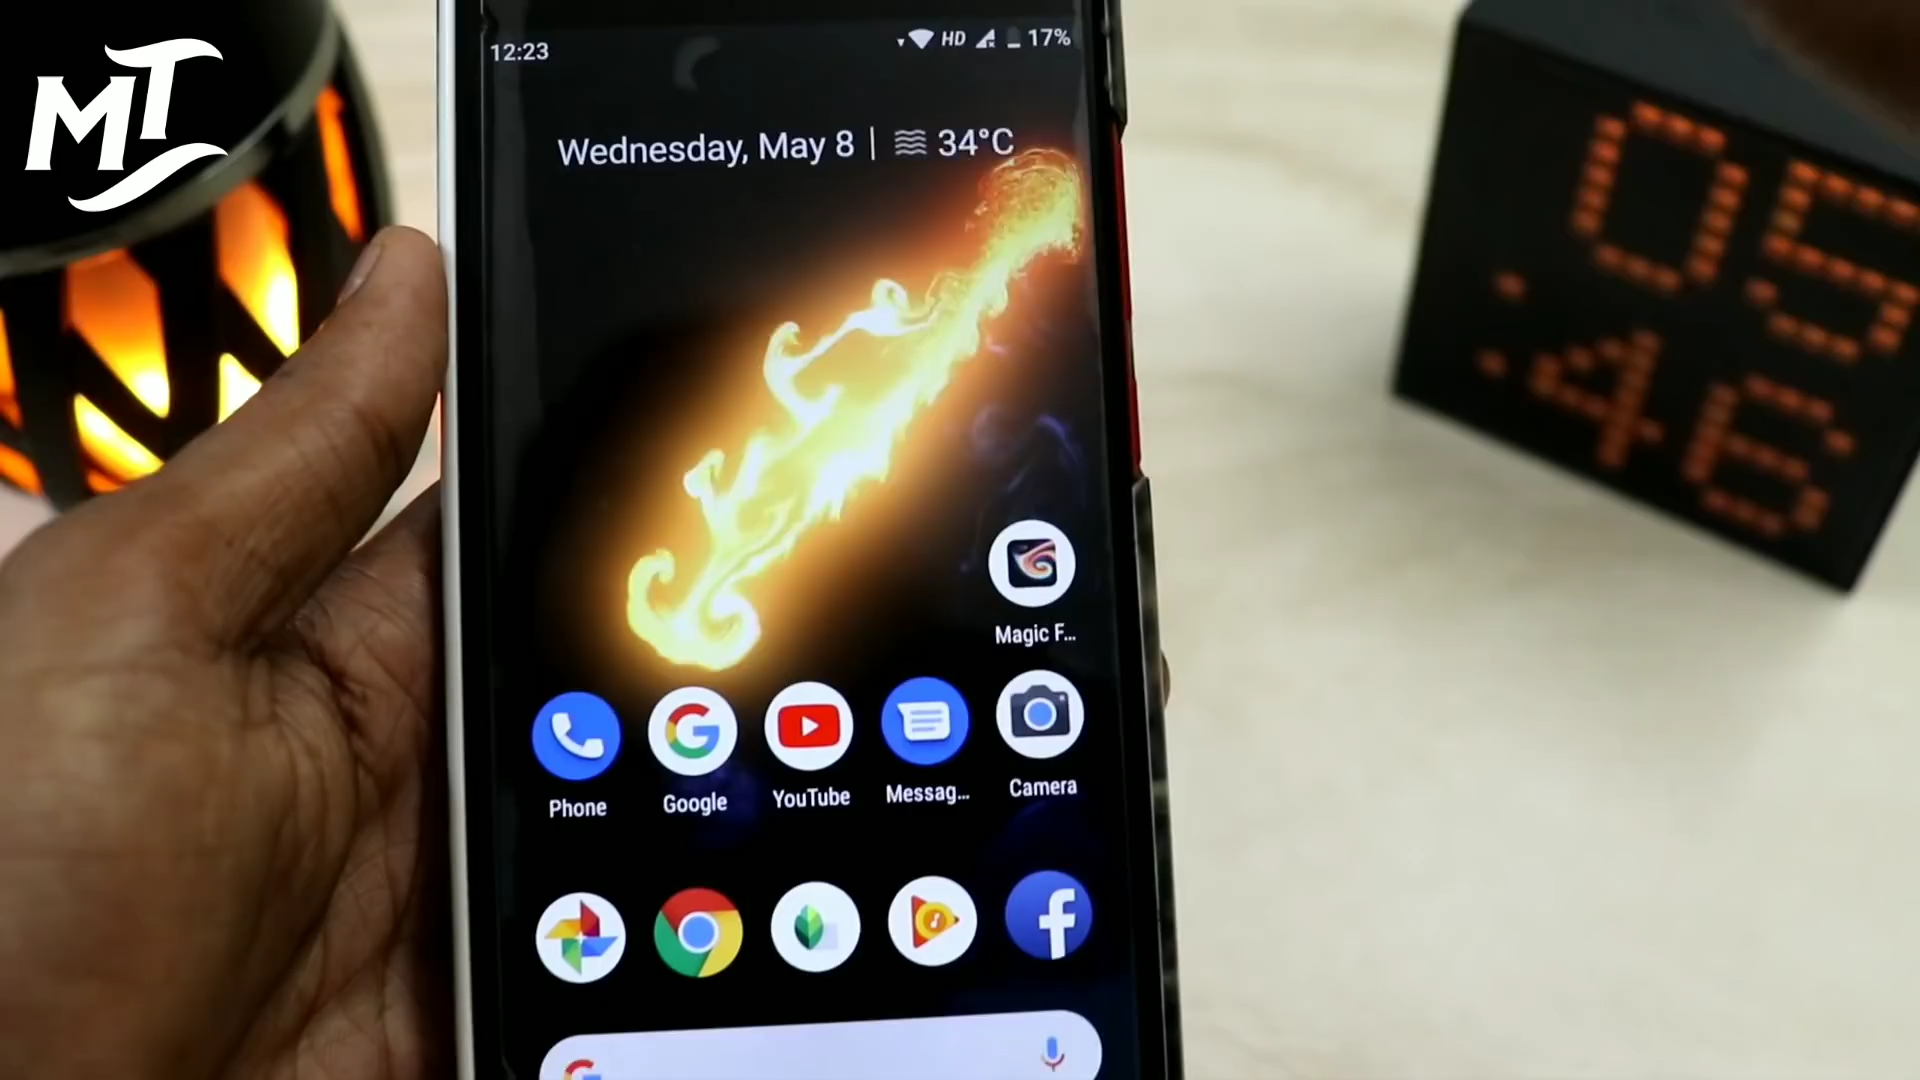 MT
12:23
HD
17%
Wednesday, May 8 | 34°C
05
:46
Magic F...
Phone
Google
YouTube
Messag...
Camera